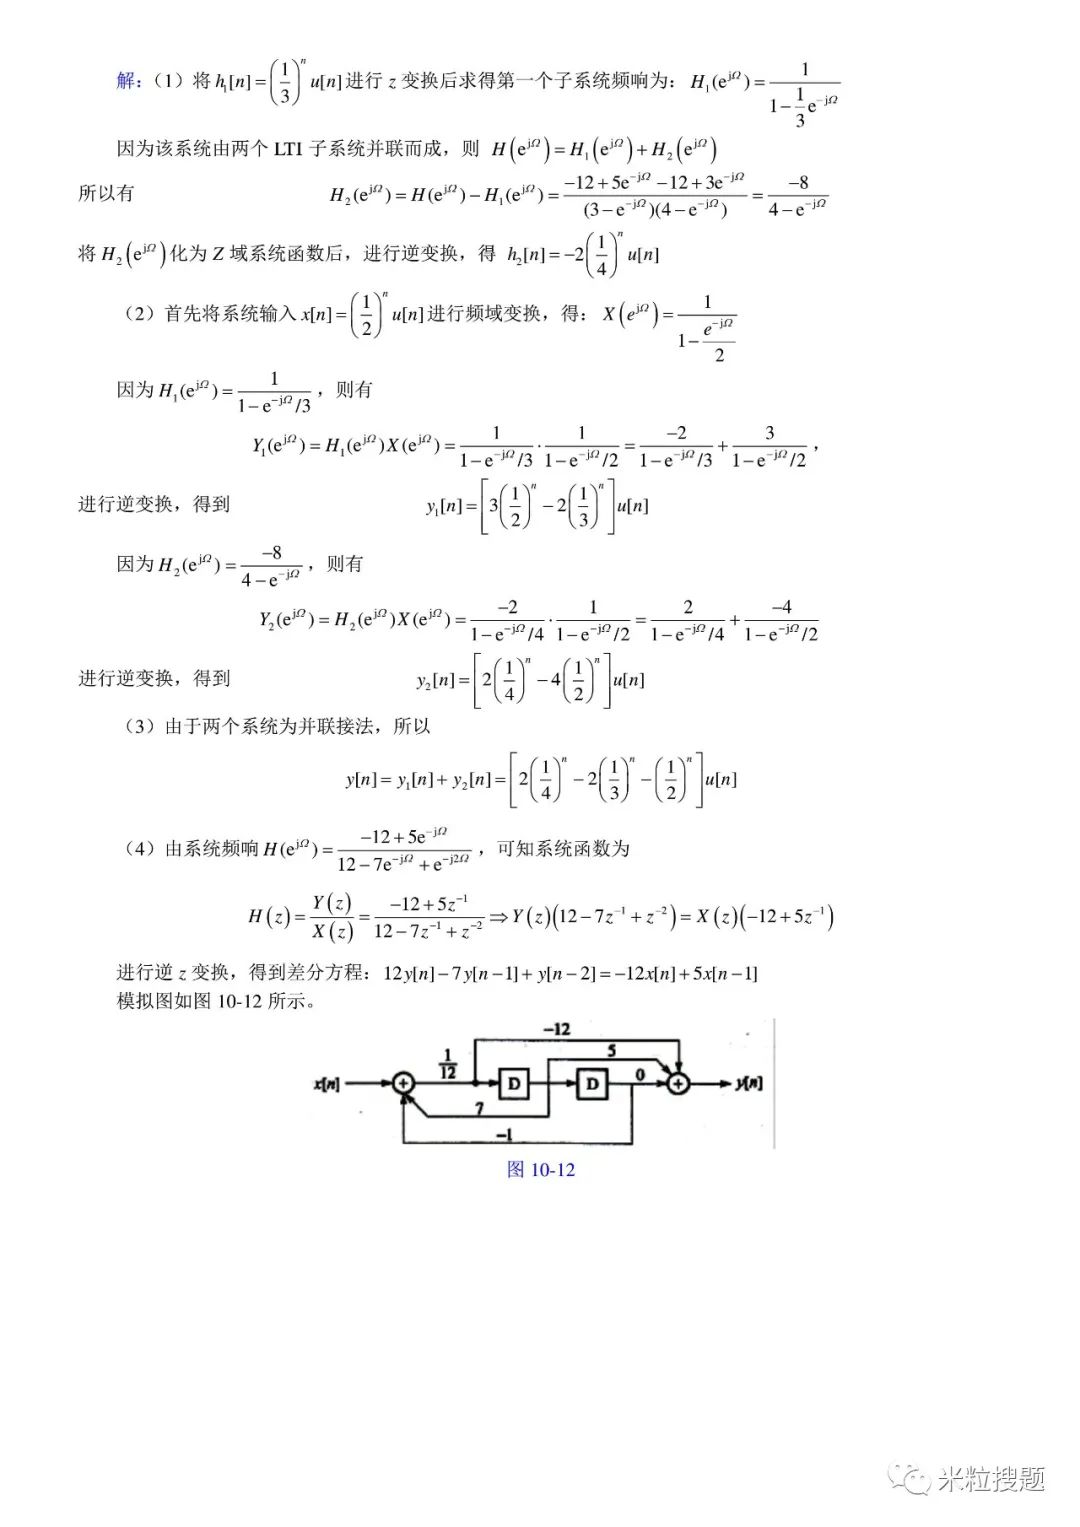 解：（1）将 h₁[n] = (1/3)ⁿ u[n] 进行 z 变换后求得第一个子系统频响为： H₁(e^{jΩ}) = 1/(1 − (1/3)e^{−jΩ})
因为该系统由两个 LTI 子系统并联而成，则 H(e^{jΩ}) = H₁(e^{jΩ}) + H₂(e^{jΩ})
所以有 H₂(e^{jΩ}) = H(e^{jΩ}) − H₁(e^{jΩ}) = (−12 + 5e^{−jΩ} − 12 + 3e^{−jΩ})/((3 − e^{−jΩ})(4 − e^{−jΩ})) = −8/(4 − e^{−jΩ})
将 H₂(e^{jΩ}) 化为 Z 域系统函数后，进行逆变换，得 h₂[n] = −2(1/4)ⁿ u[n]
（2）首先将系统输入 x[n] = (1/2)ⁿ u[n] 进行频域变换，得： X(e^{jΩ}) = 1/(1 − e^{−jΩ}/2)
因为 H₁(e^{jΩ}) = 1/(1 − e^{−jΩ}/3) ，则有
Y₁(e^{jΩ}) = H₁(e^{jΩ})X(e^{jΩ}) = 1/(1 − e^{−jΩ}/3) · 1/(1 − e^{−jΩ}/2) = −2/(1 − e^{−jΩ}/3) + 3/(1 − e^{−jΩ}/2) ，
进行逆变换，得到 y₁[n] = [3(1/2)ⁿ − 2(1/3)ⁿ]u[n]
因为 H₂(e^{jΩ}) = −8/(4 − e^{−jΩ}) ，则有
Y₂(e^{jΩ}) = H₂(e^{jΩ})X(e^{jΩ}) = −2/(1 − e^{−jΩ}/4) · 1/(1 − e^{−jΩ}/2) = 2/(1 − e^{−jΩ}/4) + −4/(1 − e^{−jΩ}/2)
进行逆变换，得到 y₂[n] = [2(1/4)ⁿ − 4(1/2)ⁿ]u[n]
（3）由于两个系统为并联接法，所以
y[n] = y₁[n] + y₂[n] = [2(1/4)ⁿ − 2(1/3)ⁿ − (1/2)ⁿ]u[n]
（4）由系统频响 H(e^{jΩ}) = (−12 + 5e^{−jΩ})/(12 − 7e^{−jΩ} + e^{−j2Ω}) ，可知系统函数为
H(z) = Y(z)/X(z) = (−12 + 5z⁻¹)/(12 − 7z⁻¹ + z⁻²) ⇒ Y(z)(12 − 7z⁻¹ + z⁻²) = X(z)(−12 + 5z⁻¹)
进行逆 z 变换，得到差分方程：12y[n] − 7y[n − 1] + y[n − 2] = −12x[n] + 5x[n − 1]
模拟图如图 10-12 所示。
−12
5
x[n] + 1/12 D D 0 + y[n]
7
−1
图 10-12
米粒搜题